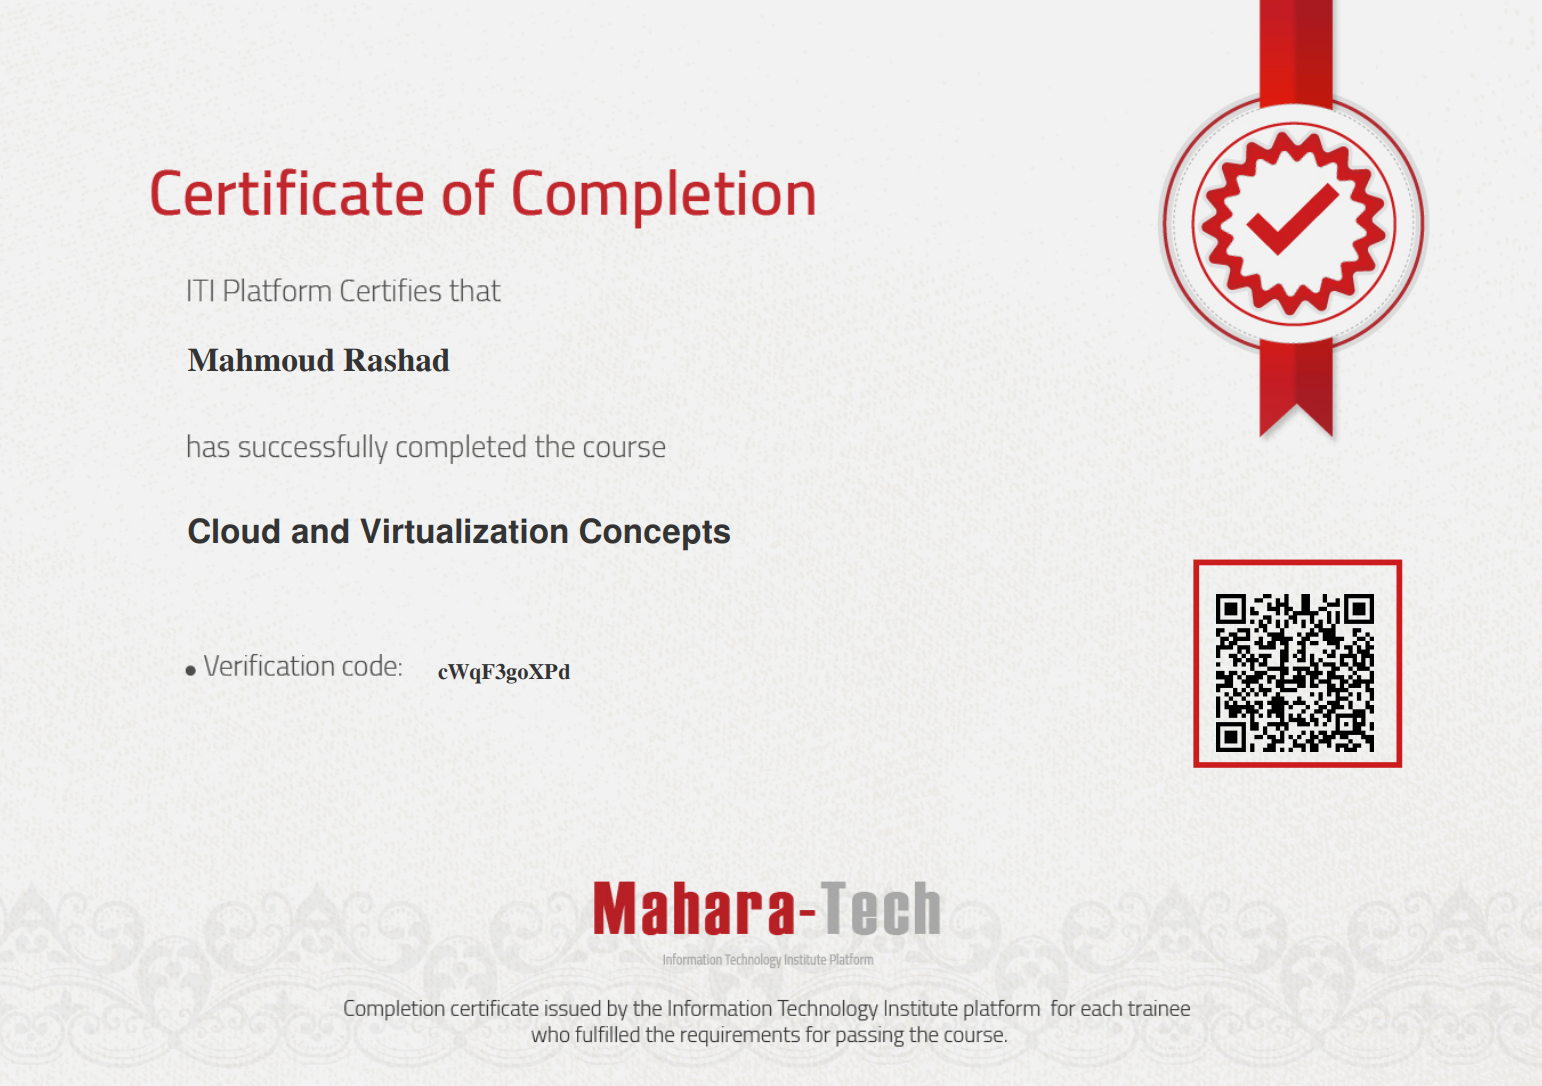 Certificate of Completion
ITI Platform Certifies that
Mahmoud Rashad
has successfully completed the course
Cloud and Virtualization Concepts
• Verification code: cWqF3goXPd
Mahara-Tech
Information Technology Institute Platform
Completion certificate issued by the Information Technology Institute platform for each trainee
who fulfilled the requirements for passing the course.